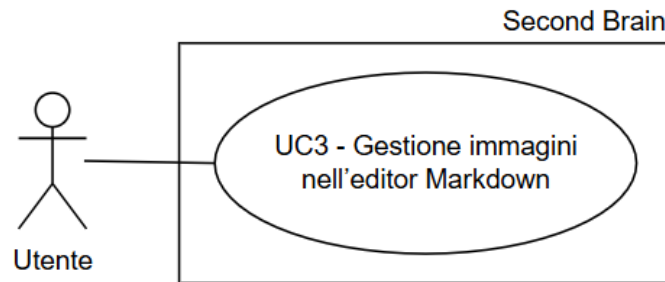 Second Brain
UC3 - Gestione immagini
nell'editor Markdown
Utente